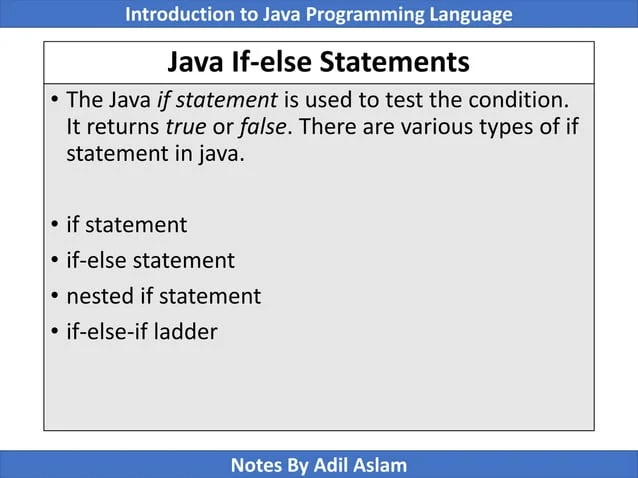 Introduction to Java Programming Language
Java If-else Statements
• The Java if statement is used to test the condition.
It returns true or false. There are various types of if
statement in java.
• if statement
• if-else statement
• nested if statement
• if-else-if ladder
Notes By Adil Aslam